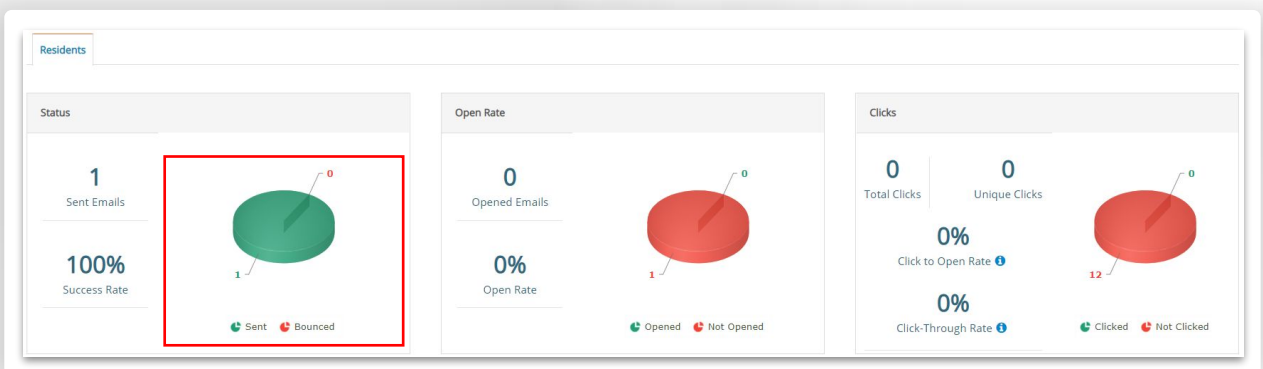 Residents
Status
1
Sent Emails
100%
Success Rate
0
1
Sent Bounced
Open Rate
0
Opened Emails
0%
Open Rate
0
1
Opened Not Opened
Clicks
0
Total Clicks
0
Unique Clicks
0%
Click to Open Rate
0%
Click-Through Rate
0
12
Clicked Not Clicked